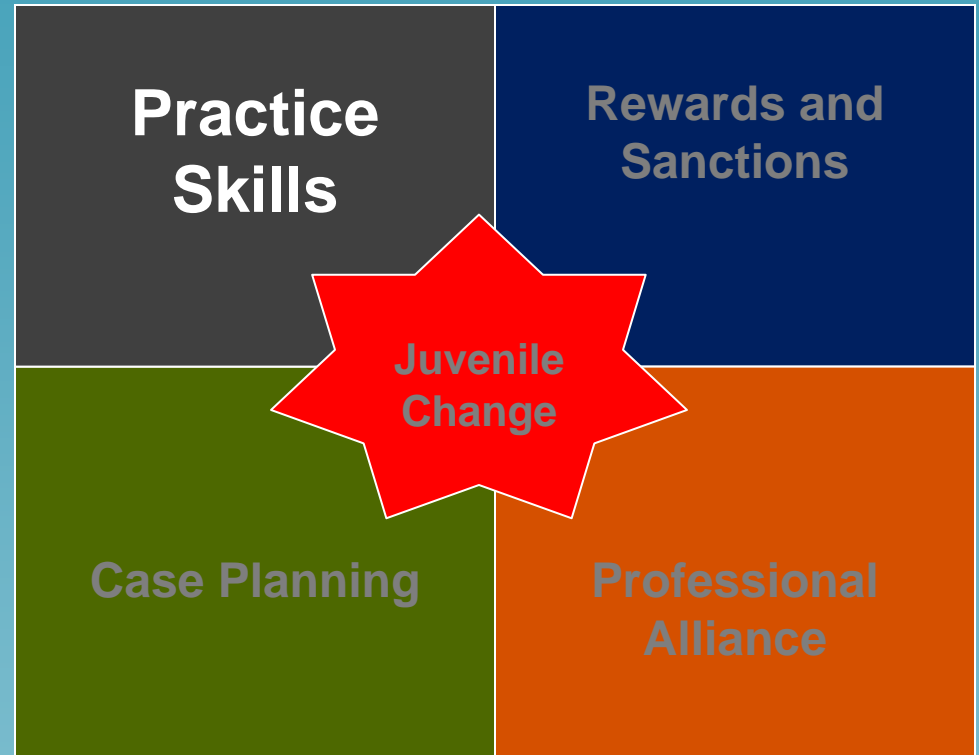 Practice
Skills
Rewards and
Sanctions
Juvenile
Change
Case Planning
Professional
Alliance